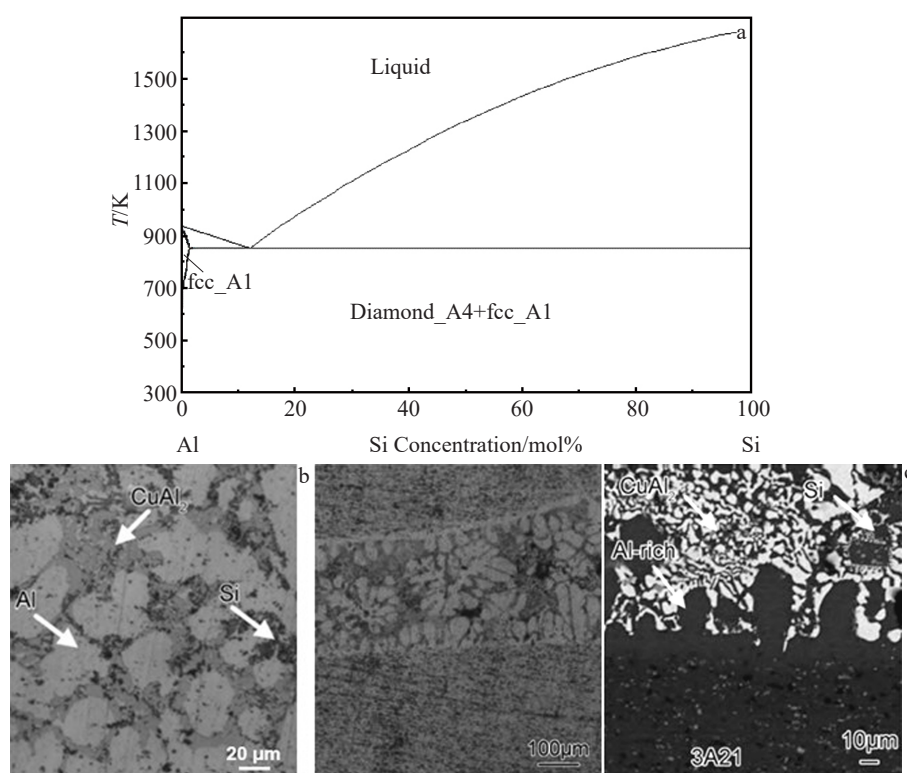 a
Liquid
1500
1300
1100
900
700
500
300
T/K
fcc_A1
Diamond_A4+fcc_A1
0 20 40 60 80 100
Al Si Concentration/mol% Si
b
CuAl2
Al
Si
20 μm
100μm
CuAl2
Si
Al-rich
3A21
10μm